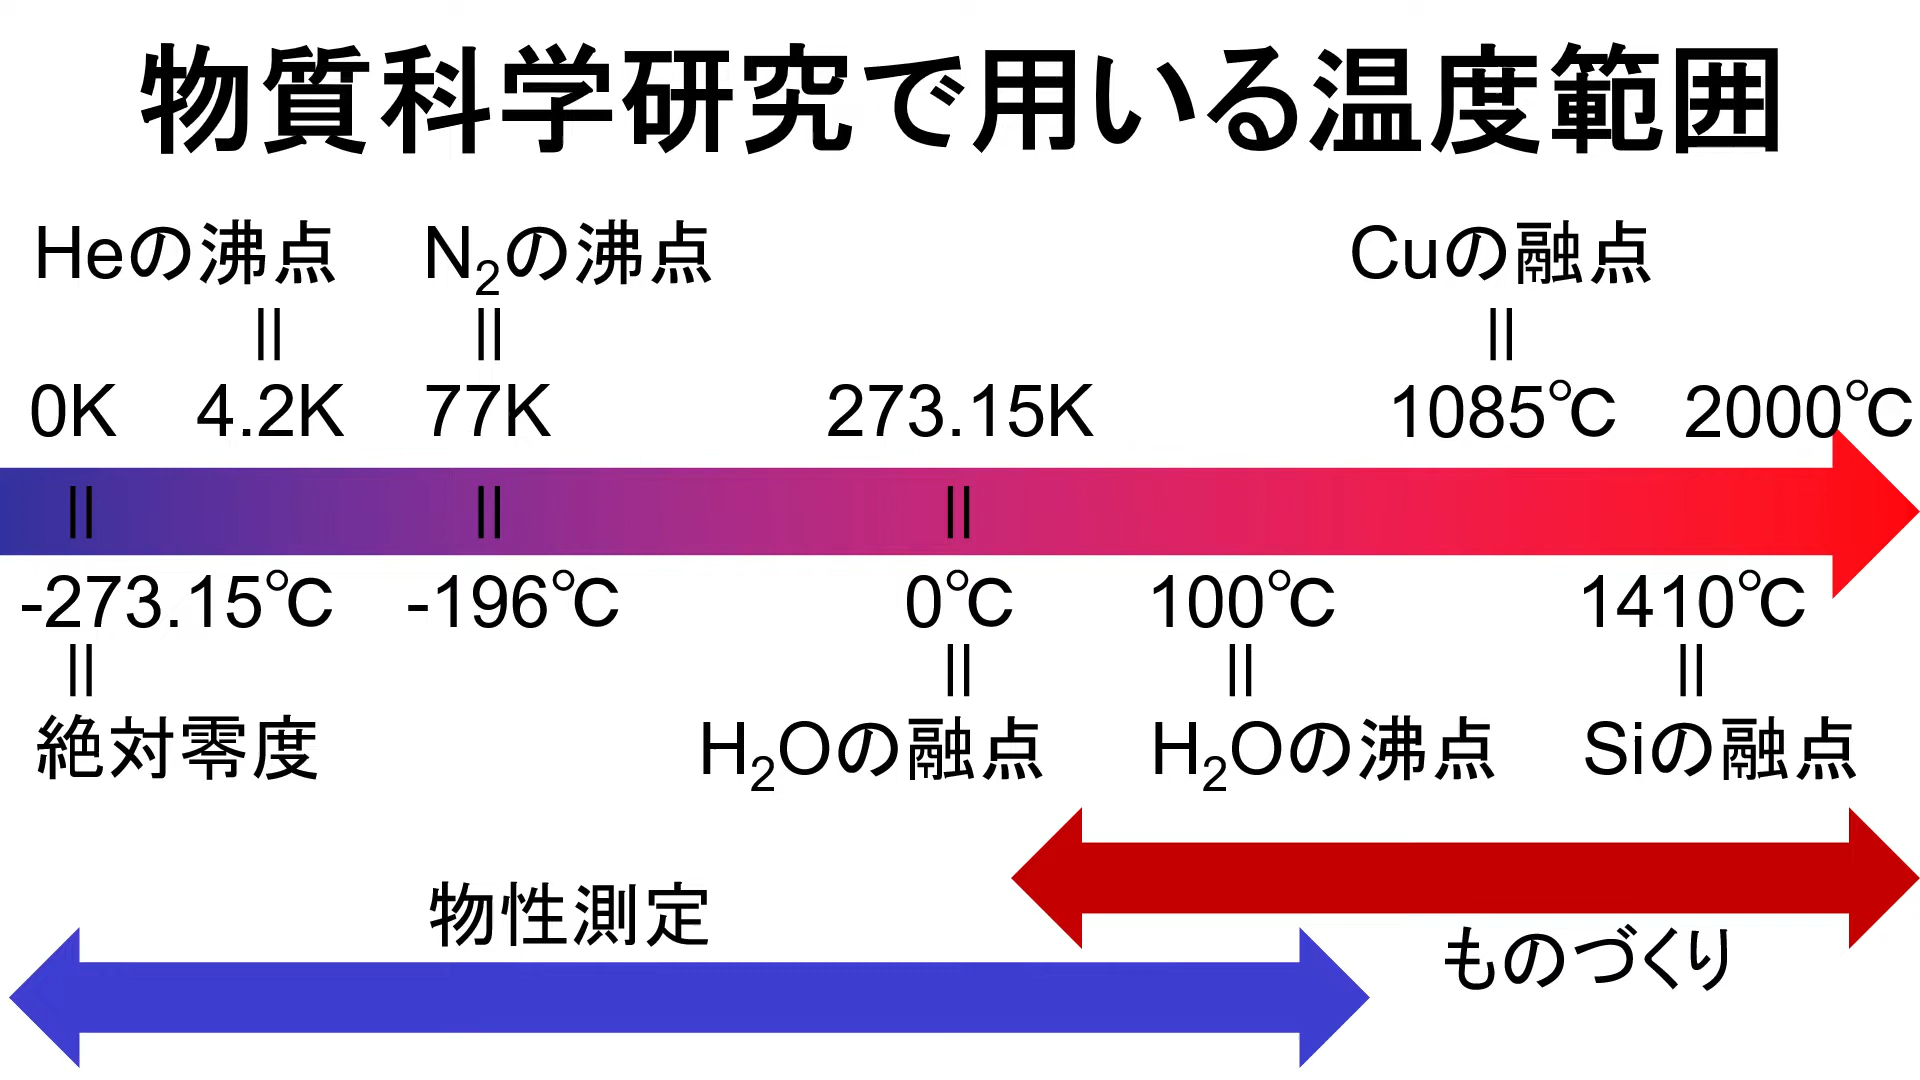 物質科学研究で用いる温度範囲
Heの沸点 N₂の沸点 Cuの融点
|| || ||
0K 4.2K 77K 273.15K 1085℃ 2000℃
|| || ||
-273.15℃ -196℃ 0℃ 100℃ 1410℃
|| || || ||
絶対零度 H₂Oの融点 H₂Oの沸点 Siの融点
物性測定
ものづくり